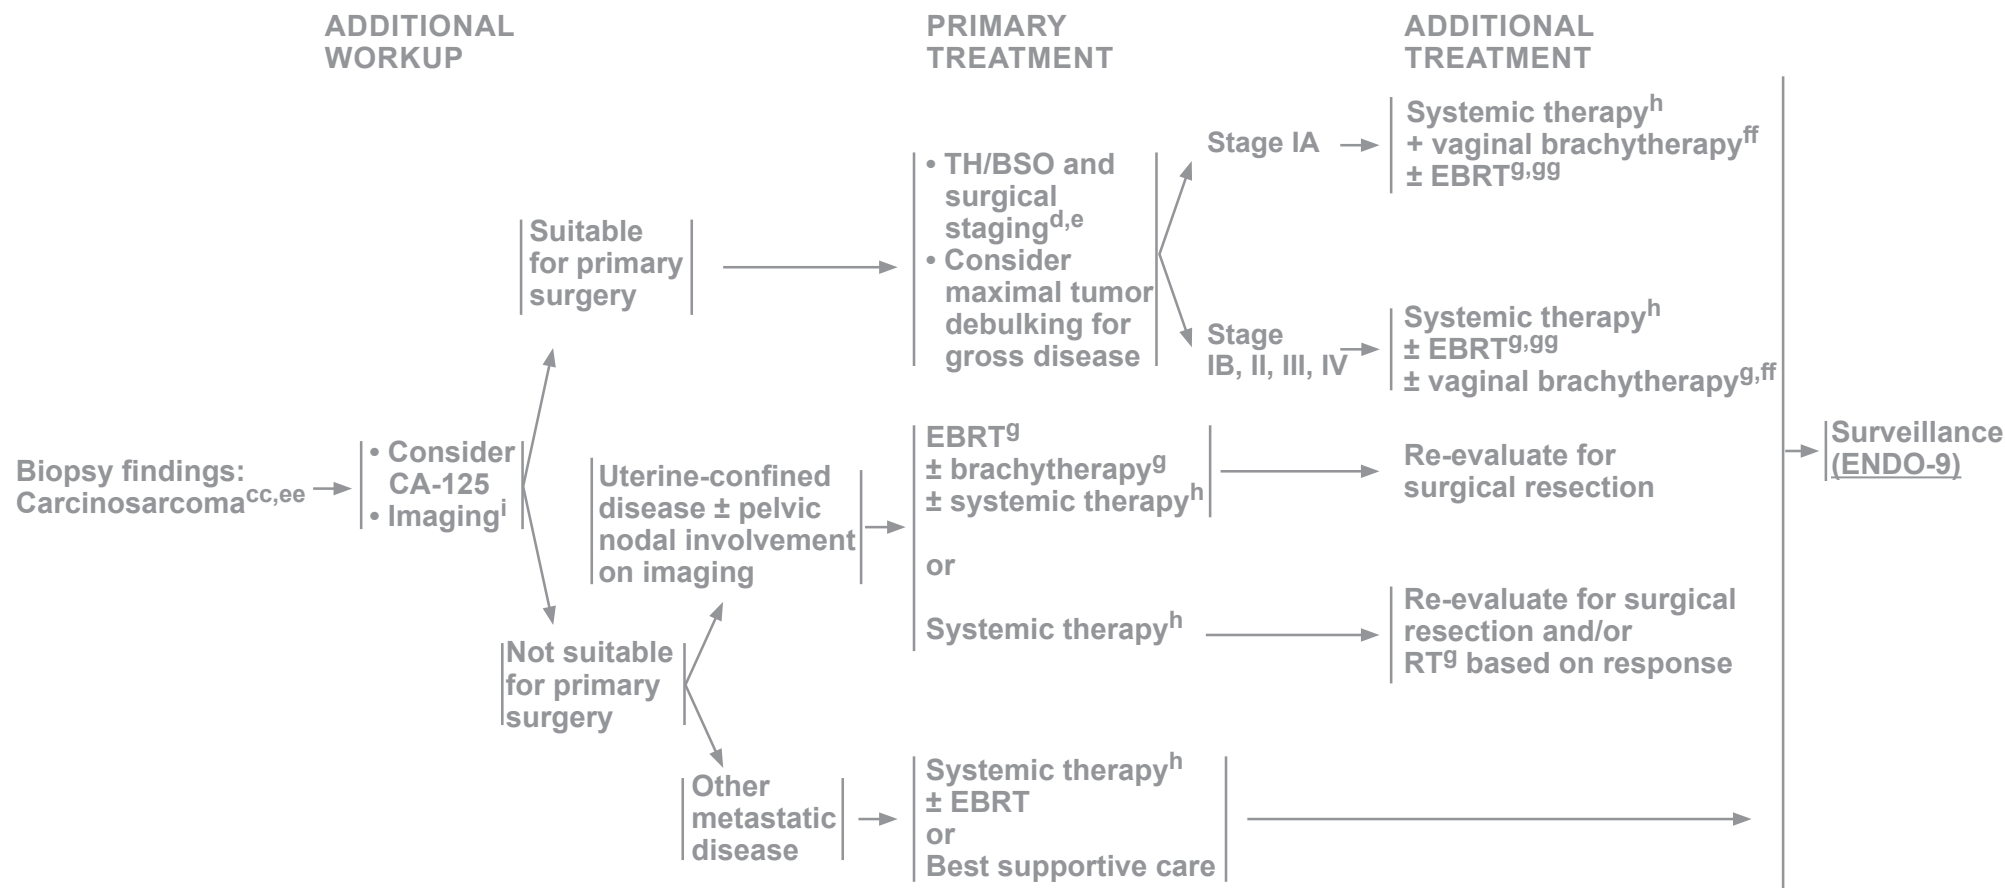 ADDITIONAL
WORKUP
PRIMARY
TREATMENT
ADDITIONAL
TREATMENT
Biopsy findings:
Carcinosarcomacc,ee
• Consider
CA-125
• Imagingi
Suitable
for primary
surgery
• TH/BSO and
surgical
stagingd,e
• Consider
maximal tumor
debulking for
gross disease
Stage IA
Systemic therapyh
+ vaginal brachytherapyff
± EBRTg,gg
Stage
IB, II, III, IV
Systemic therapyh
± EBRTg,gg
± vaginal brachytherapyg,ff
Not suitable
for primary
surgery
Uterine-confined
disease ± pelvic
nodal involvement
on imaging
EBRTg
± brachytherapyg
± systemic therapyh
Re-evaluate for
surgical resection
or
Systemic therapyh
Re-evaluate for surgical
resection and/or
RTg based on response
Other
metastatic
disease
Systemic therapyh
± EBRT
or
Best supportive care
Surveillance
(ENDO-9)